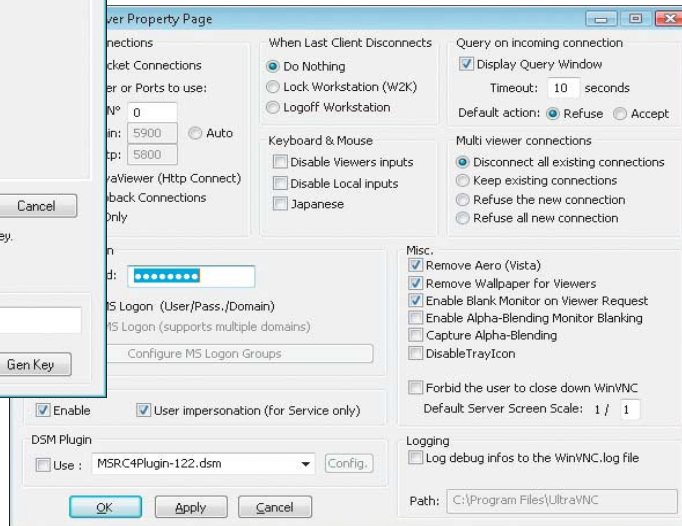 ver Property Page
nections
cket Connections
er or Ports to use:
N° 0
in: 5900 Auto
tp: 5800
vaViewer (Http Connect)
back Connections
Only
When Last Client Disconnects
Do Nothing
Lock Workstation (W2K)
Logoff Workstation
Keyboard & Mouse
Disable Viewers inputs
Disable Local inputs
Japanese
Query on incoming connection
Display Query Window
Timeout: 10 seconds
Default action: Refuse Accept
Multi viewer connections
Disconnect all existing connections
Keep existing connections
Refuse the new connection
Refuse all new connection
Cancel
ey.
Gen Key
n
d:
MS Logon (User/Pass./Domain)
MS Logon (supports multiple domains)
Configure MS Logon Groups
Misc.
Remove Aero (Vista)
Remove Wallpaper for Viewers
Enable Blank Monitor on Viewer Request
Enable Alpha-Blending Monitor Blanking
Capture Alpha-Blending
DisableTrayIcon
Forbid the user to close down WinVNC
Default Server Screen Scale: 1 / 1
Enable User impersonation (for Service only)
DSM Plugin
Use : MSRC4Plugin-122.dsm Config.
Logging
Log debug infos to the WinVNC.log file
Path: C:\Program Files\UltraVNC
OK Apply Cancel